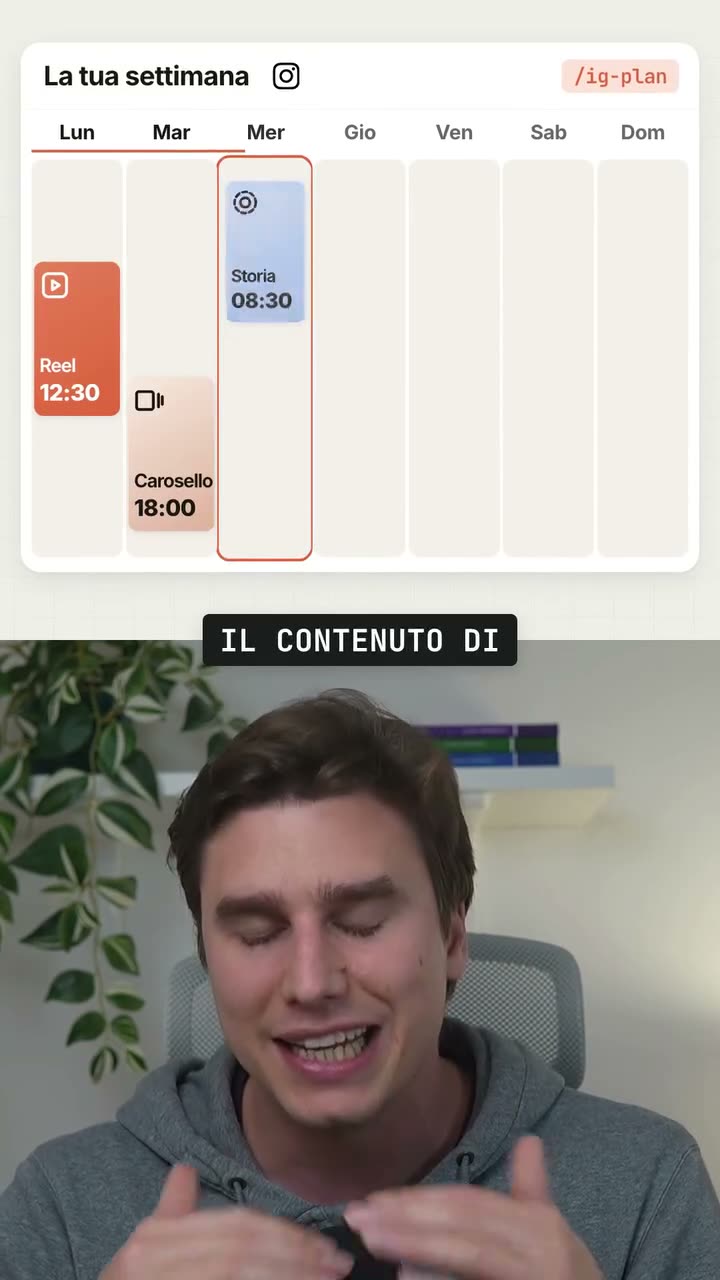 La tua settimana
/ig-plan
Lun Mar Mer Gio Ven Sab Dom
Storia
08:30
Reel
12:30
Carosello
18:00
IL CONTENUTO DI